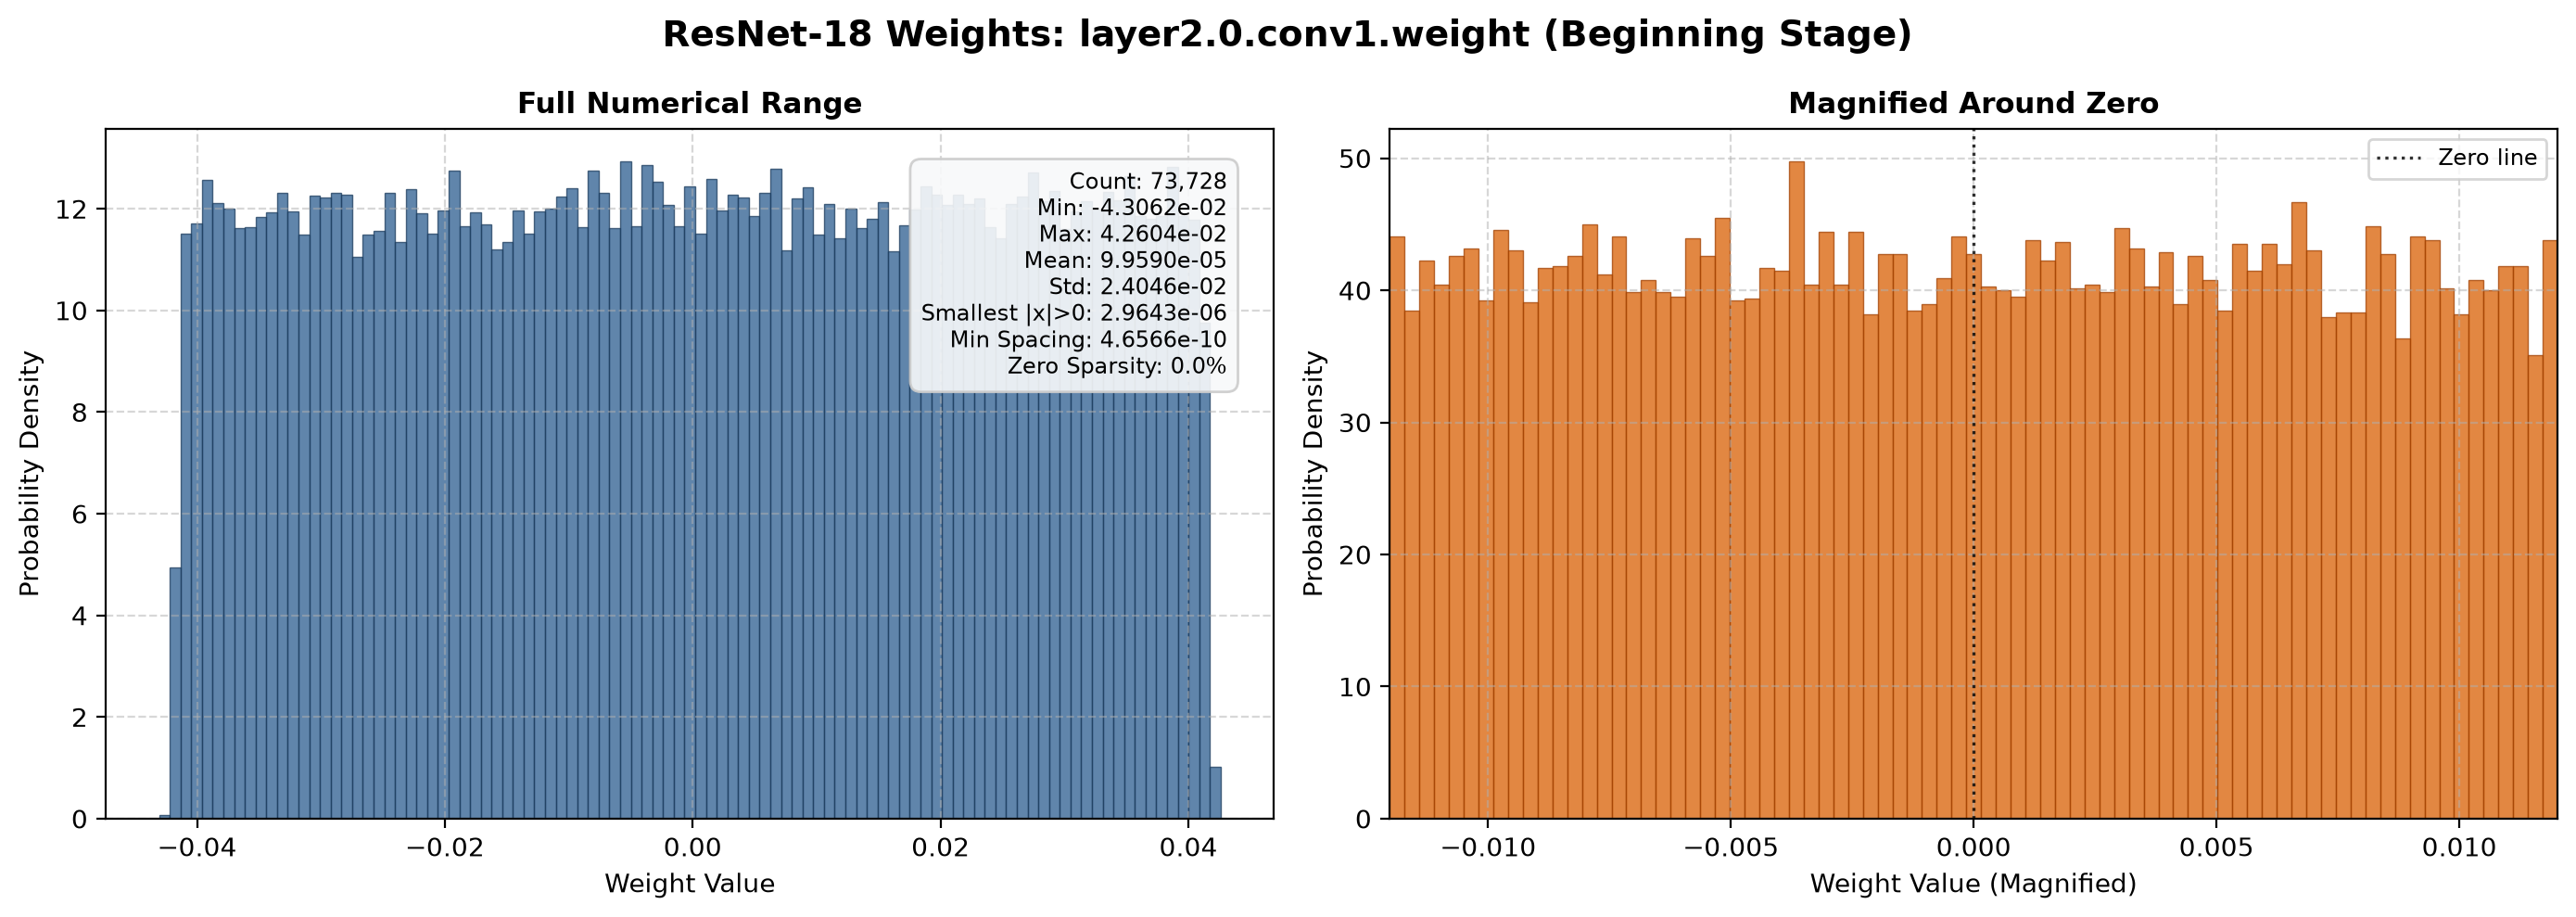 ResNet-18 Weights: layer2.0.conv1.weight (Beginning Stage)
Full Numerical Range
Probability Density
12
10
8
6
4
2
0
Count: 73,728
Min: -4.3062e-02
Max: 4.2604e-02
Mean: 9.9590e-05
Std: 2.4046e-02
Smallest |x|>0: 2.9643e-06
Min Spacing: 4.6566e-10
Zero Sparsity: 0.0%
−0.04 −0.02 0.00 0.02 0.04
Weight Value
Magnified Around Zero
Probability Density
50
40
30
20
10
0
Zero line
−0.010 −0.005 0.000 0.005 0.010
Weight Value (Magnified)